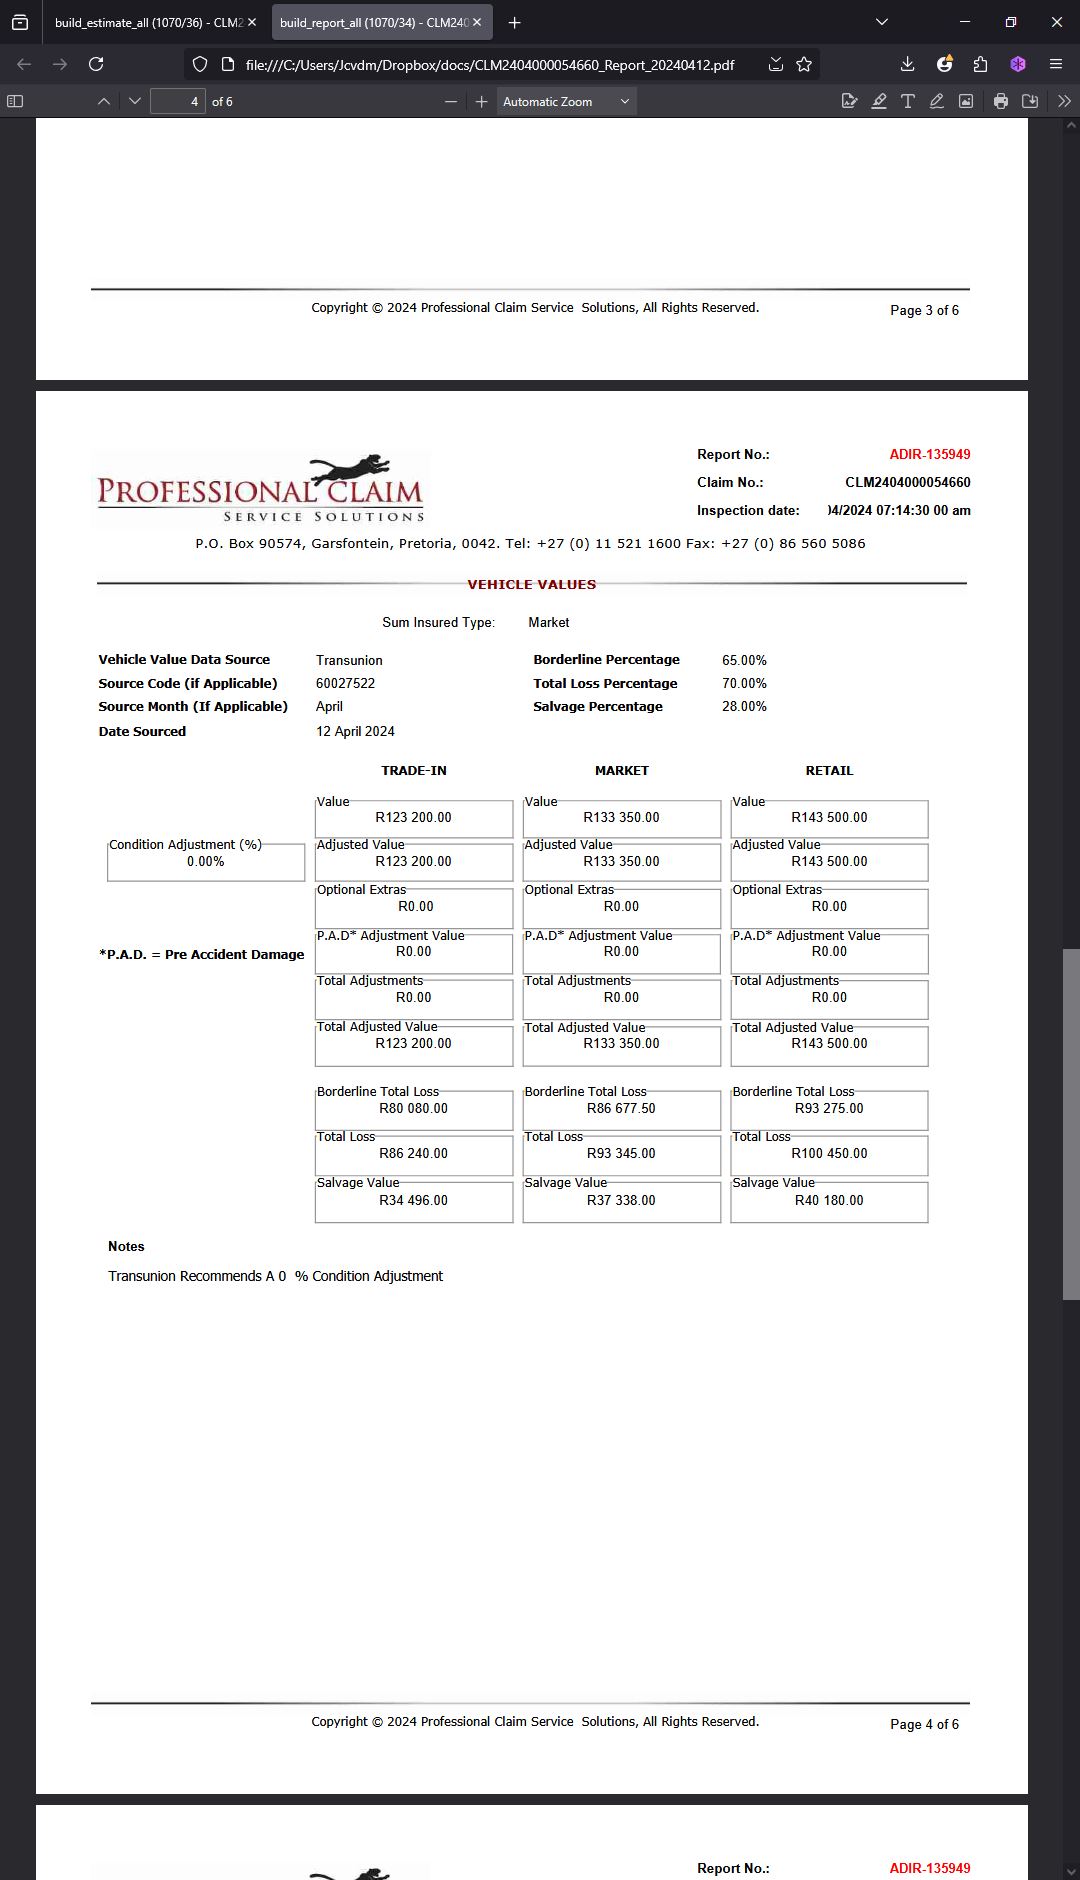 build_estimate_all (1070/36) - CLM2
build_report_all (1070/34) - CLM240
file:///C:/Users/Jcvdm/Dropbox/docs/CLM2404000054660_Report_20240412.pdf
4 of 6
Automatic Zoom
Copyright © 2024 Professional Claim Service Solutions, All Rights Reserved.
Page 3 of 6
PROFESSIONAL CLAIM
SERVICE SOLUTIONS
Report No.: ADIR-135949
Claim No.: CLM2404000054660
Inspection date: 04/2024 07:14:30 00 am
P.O. Box 90574, Garsfontein, Pretoria, 0042. Tel: +27 (0) 11 521 1600 Fax: +27 (0) 86 560 5086
VEHICLE VALUES
Sum Insured Type: Market
Vehicle Value Data Source Transunion Borderline Percentage 65.00%
Source Code (if Applicable) 60027522 Total Loss Percentage 70.00%
Source Month (If Applicable) April Salvage Percentage 28.00%
Date Sourced 12 April 2024
TRADE-IN MARKET RETAIL
Value Value Value
R123 200.00 R133 350.00 R143 500.00
Condition Adjustment (%) Adjusted Value Adjusted Value Adjusted Value
0.00% R123 200.00 R133 350.00 R143 500.00
Optional Extras Optional Extras Optional Extras
R0.00 R0.00 R0.00
P.A.D* Adjustment Value P.A.D* Adjustment Value P.A.D* Adjustment Value
*P.A.D. = Pre Accident Damage R0.00 R0.00 R0.00
Total Adjustments Total Adjustments Total Adjustments
R0.00 R0.00 R0.00
Total Adjusted Value Total Adjusted Value Total Adjusted Value
R123 200.00 R133 350.00 R143 500.00
Borderline Total Loss Borderline Total Loss Borderline Total Loss
R80 080.00 R86 677.50 R93 275.00
Total Loss Total Loss Total Loss
R86 240.00 R93 345.00 R100 450.00
Salvage Value Salvage Value Salvage Value
R34 496.00 R37 338.00 R40 180.00
Notes
Transunion Recommends A 0 % Condition Adjustment
Copyright © 2024 Professional Claim Service Solutions, All Rights Reserved.
Page 4 of 6
Report No.: ADIR-135949